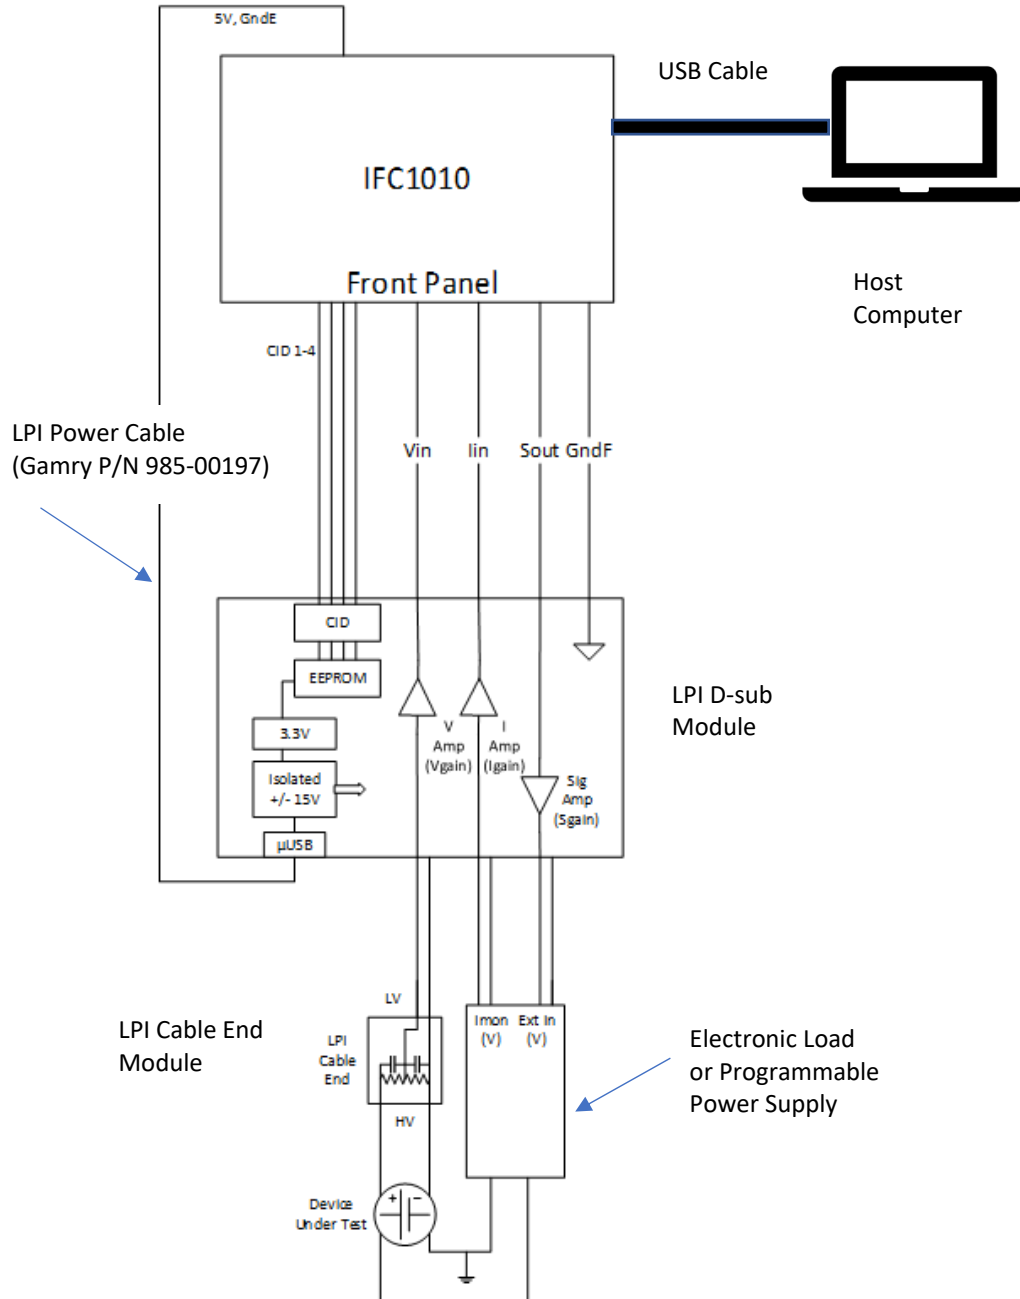 5V, GndE
USB Cable
IFC1010
Front Panel
Host
Computer
CID 1-4
LPI Power Cable
(Gamry P/N 985-00197)
Vin
Iin
Sout
GndF
CID
EEPROM
3.3V
Isolated
+/- 15V
µUSB
V
Amp
(Vgain)
I
Amp
(Igain)
Sig
Amp
(Sgain)
LPI D-sub
Module
LV
LPI Cable End
Module
LPI
Cable
End
HV
Imon
(V)
Ext In
(V)
Electronic Load
or Programmable
Power Supply
Device
Under Test
+
−